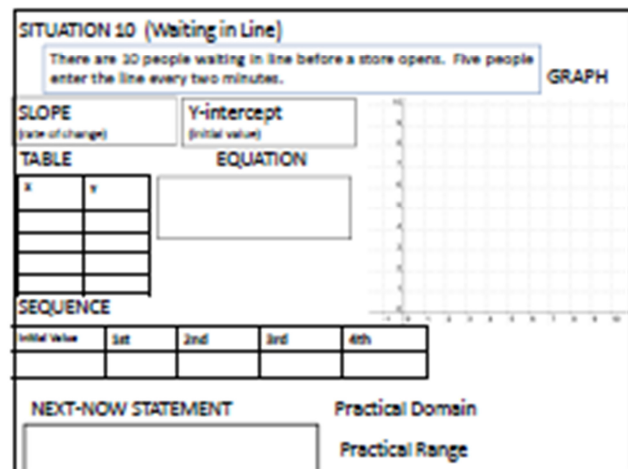 SITUATION 10 (Waiting in Line)
There are 10 people waiting in line before a store opens. Five people
enter the line every two minutes.
GRAPH
SLOPE
(rate of change)
Y-intercept
(initial value)
TABLE
EQUATION
x y
SEQUENCE
Initial Value 1st 2nd 3rd 4th
NEXT-NOW STATEMENT
Practical Domain
Practical Range